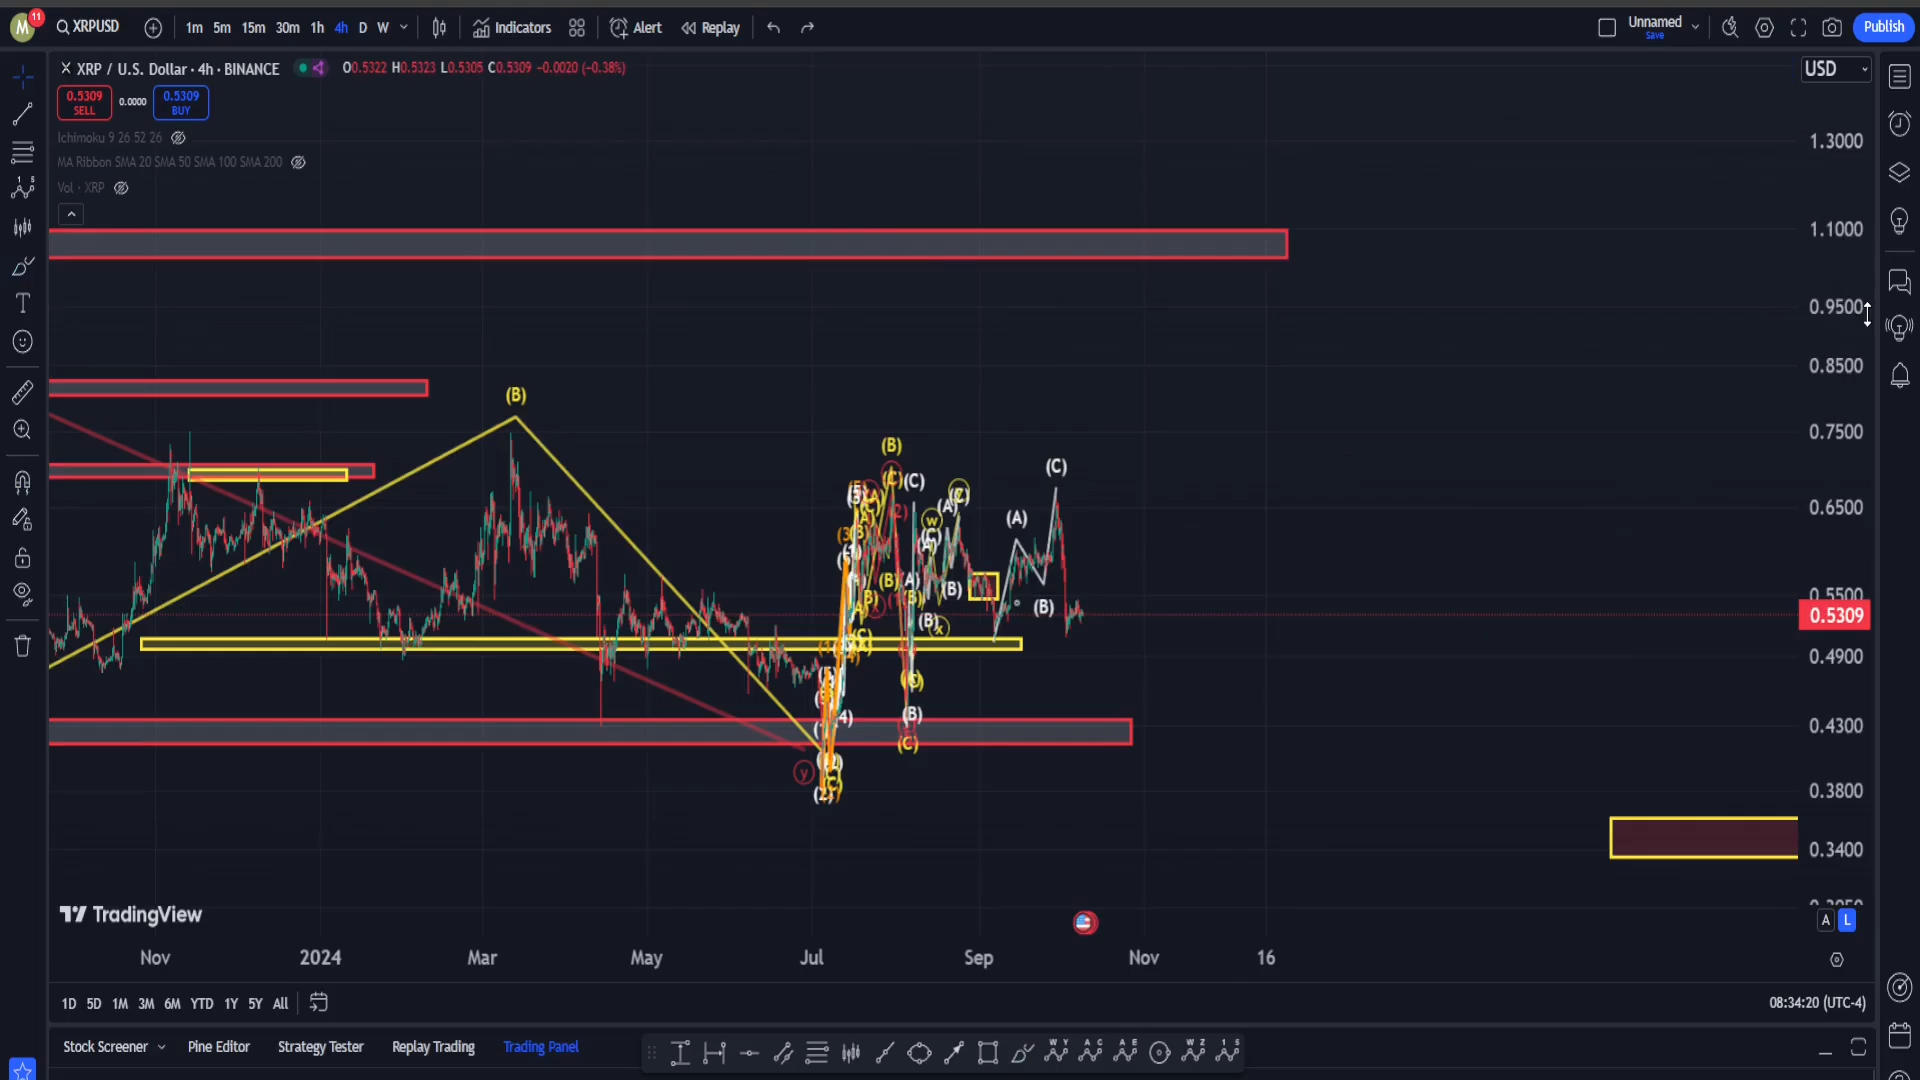 M 11 XRPUSD 1m 5m 15m 30m 1h 4h D W Indicators Alert Replay Unnamed Publish
Save
XRP / U.S. Dollar · 4h · BINANCE O0.5322 H0.5323 L0.5305 C0.5309 −0.0020 (−0.38%) USD
0.5309 0.0000 0.5309
SELL BUY
Ichimoku 9 26 52 26
MA Ribbon SMA 20 SMA 50 SMA 100 SMA 200
Vol · XRP
1.3000
1.1000
0.9500
0.8500
0.7500
0.6500
0.5500
0.5309
0.4900
0.4300
0.3800
0.3400
(B)
(B)
(C)
(C)
(A)
(C)
(A)
w
(B)
(A)
(B)
(B)
(B)
x
(B)
(C)
y
TradingView
A L
Nov 2024 Mar May Jul Sep Nov 16
1D 5D 1M 3M 6M YTD 1Y 5Y All 08:34:20 (UTC-4)
Stock Screener Pine Editor Strategy Tester Replay Trading Trading Panel